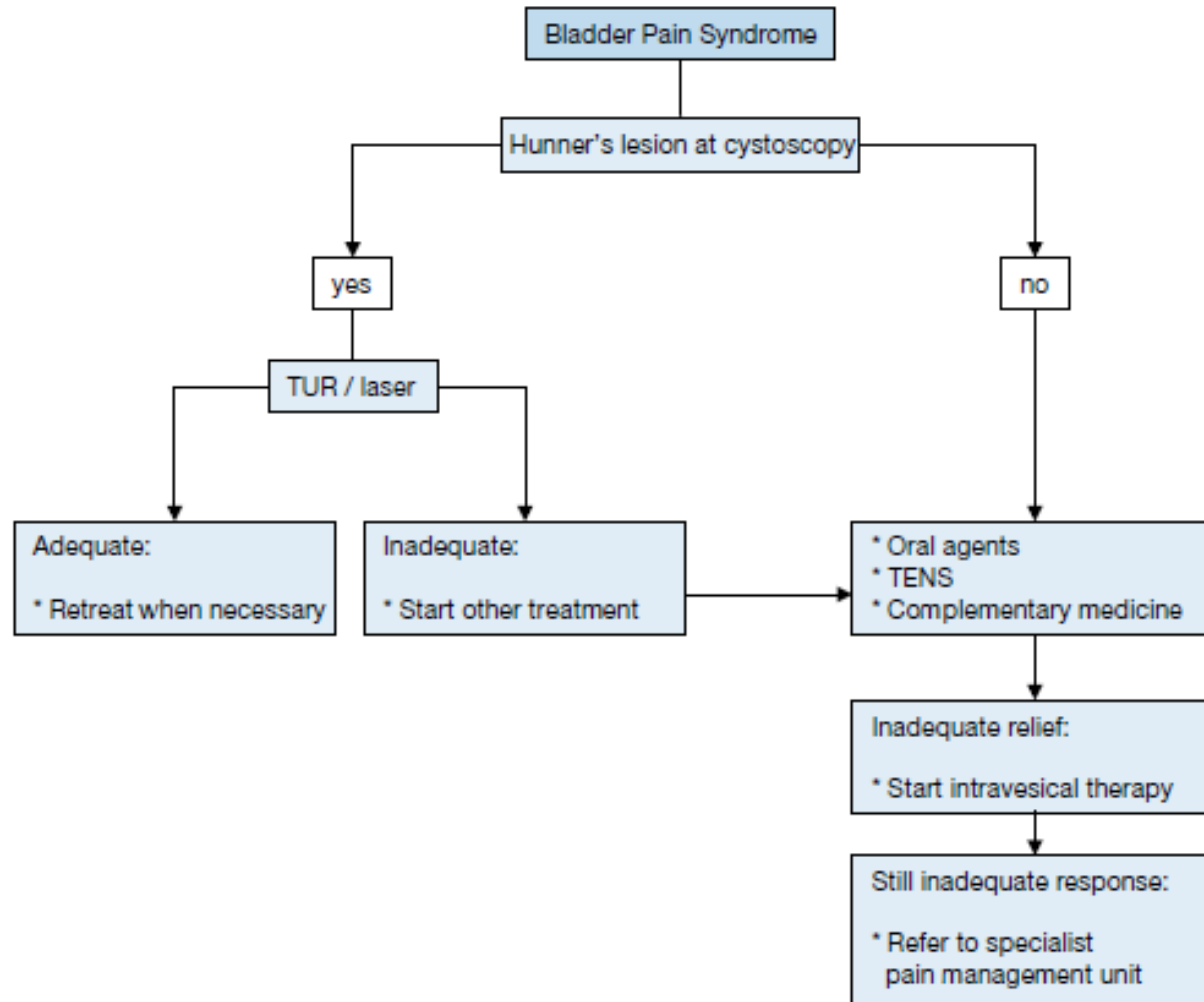 Bladder Pain Syndrome
Hunner's lesion at cystoscopy
yes
no
TUR / laser
Adequate:
* Retreat when necessary
Inadequate:
* Start other treatment
* Oral agents
* TENS
* Complementary medicine
Inadequate relief:
* Start intravesical therapy
Still inadequate response:
* Refer to specialist
pain management unit